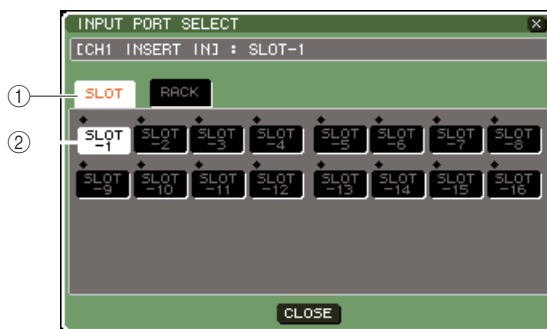 INPUT PORT SELECT
[CH1 INSERT IN] : SLOT-1
① SLOT RACK
② SLOT -1 SLOT -2 SLOT -3 SLOT -4 SLOT -5 SLOT -6 SLOT -7 SLOT -8
SLOT -9 SLOT -10 SLOT -11 SLOT -12 SLOT -13 SLOT -14 SLOT -15 SLOT -16
CLOSE